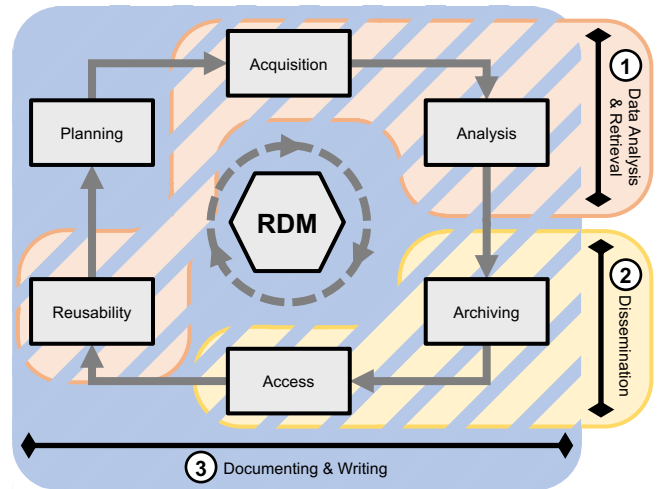 Acquisition
1
Data Analysis
& Retrieval
Planning
Analysis
RDM
Reusability
Archiving
2
Dissemination
Access
3 Documenting & Writing